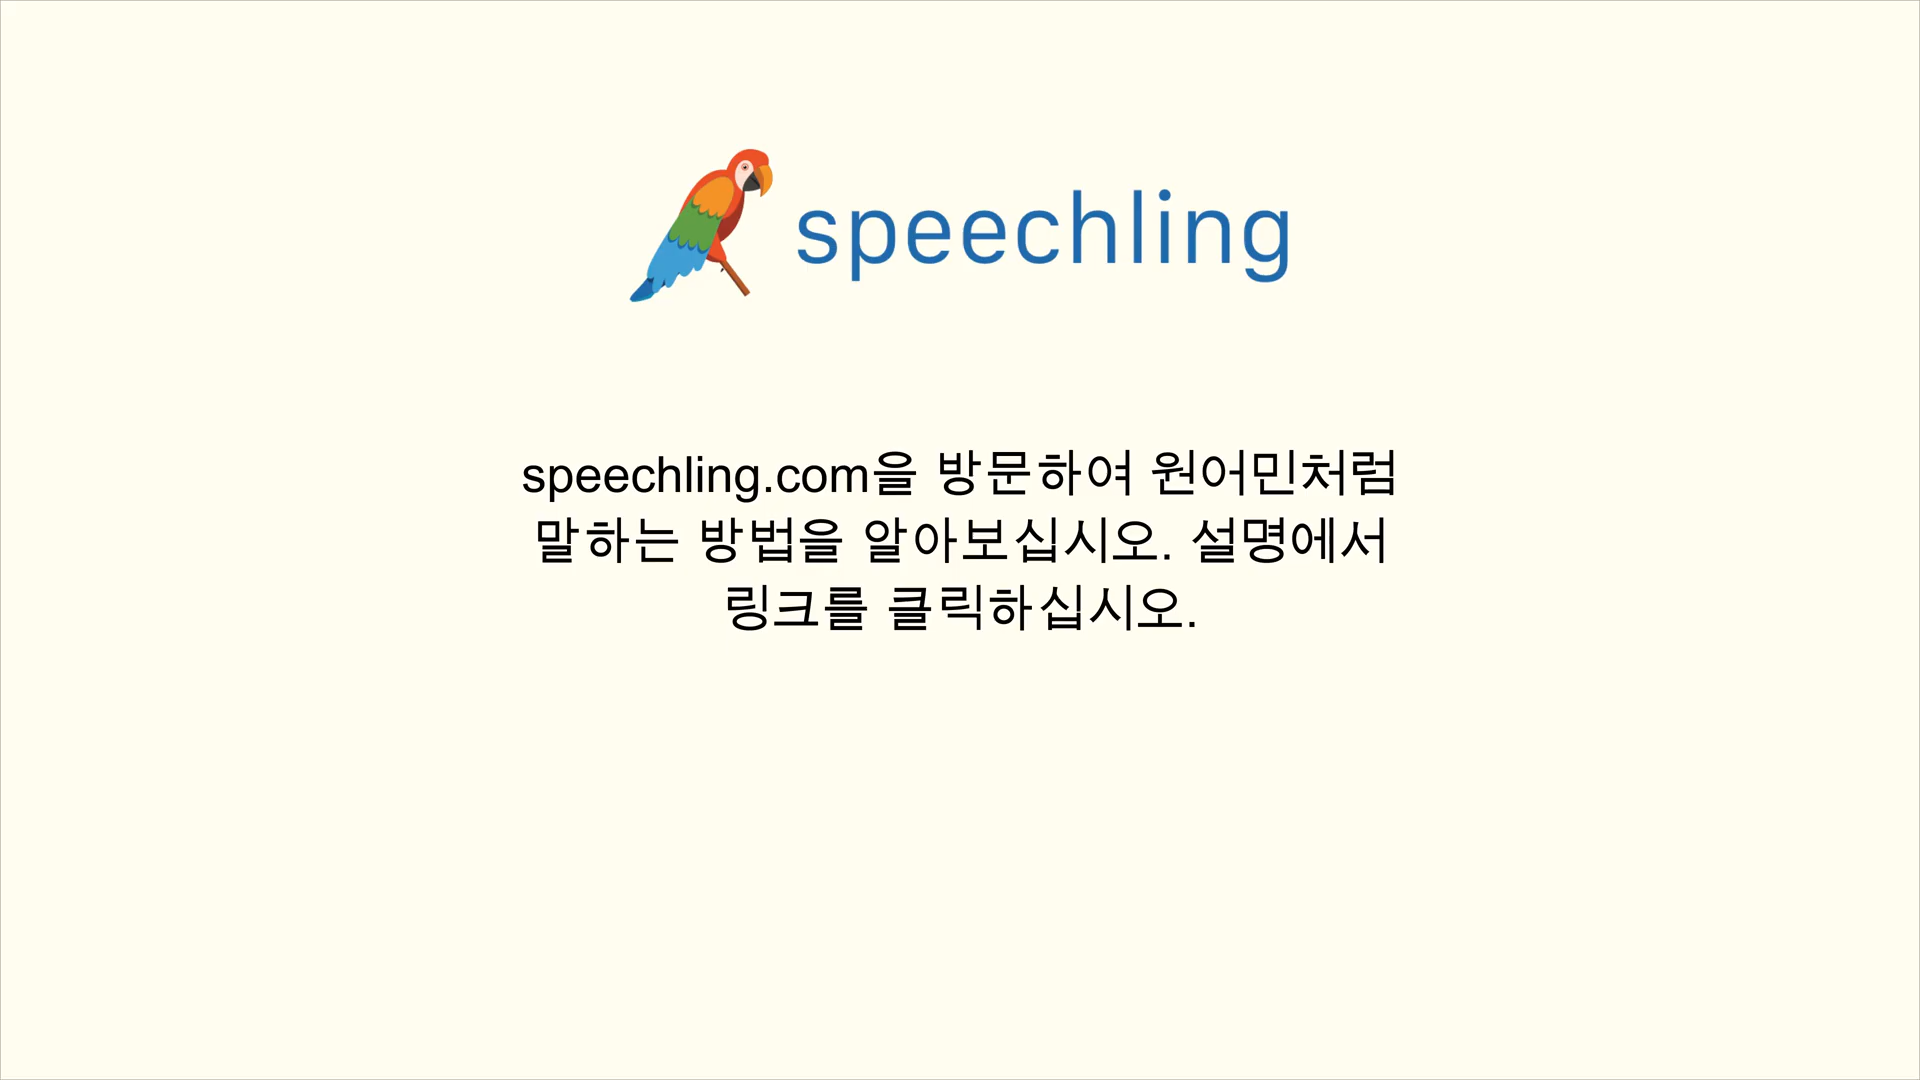 speechling
speechling.com을 방문하여 원어민처럼
말하는 방법을 알아보십시오. 설명에서
링크를 클릭하십시오.